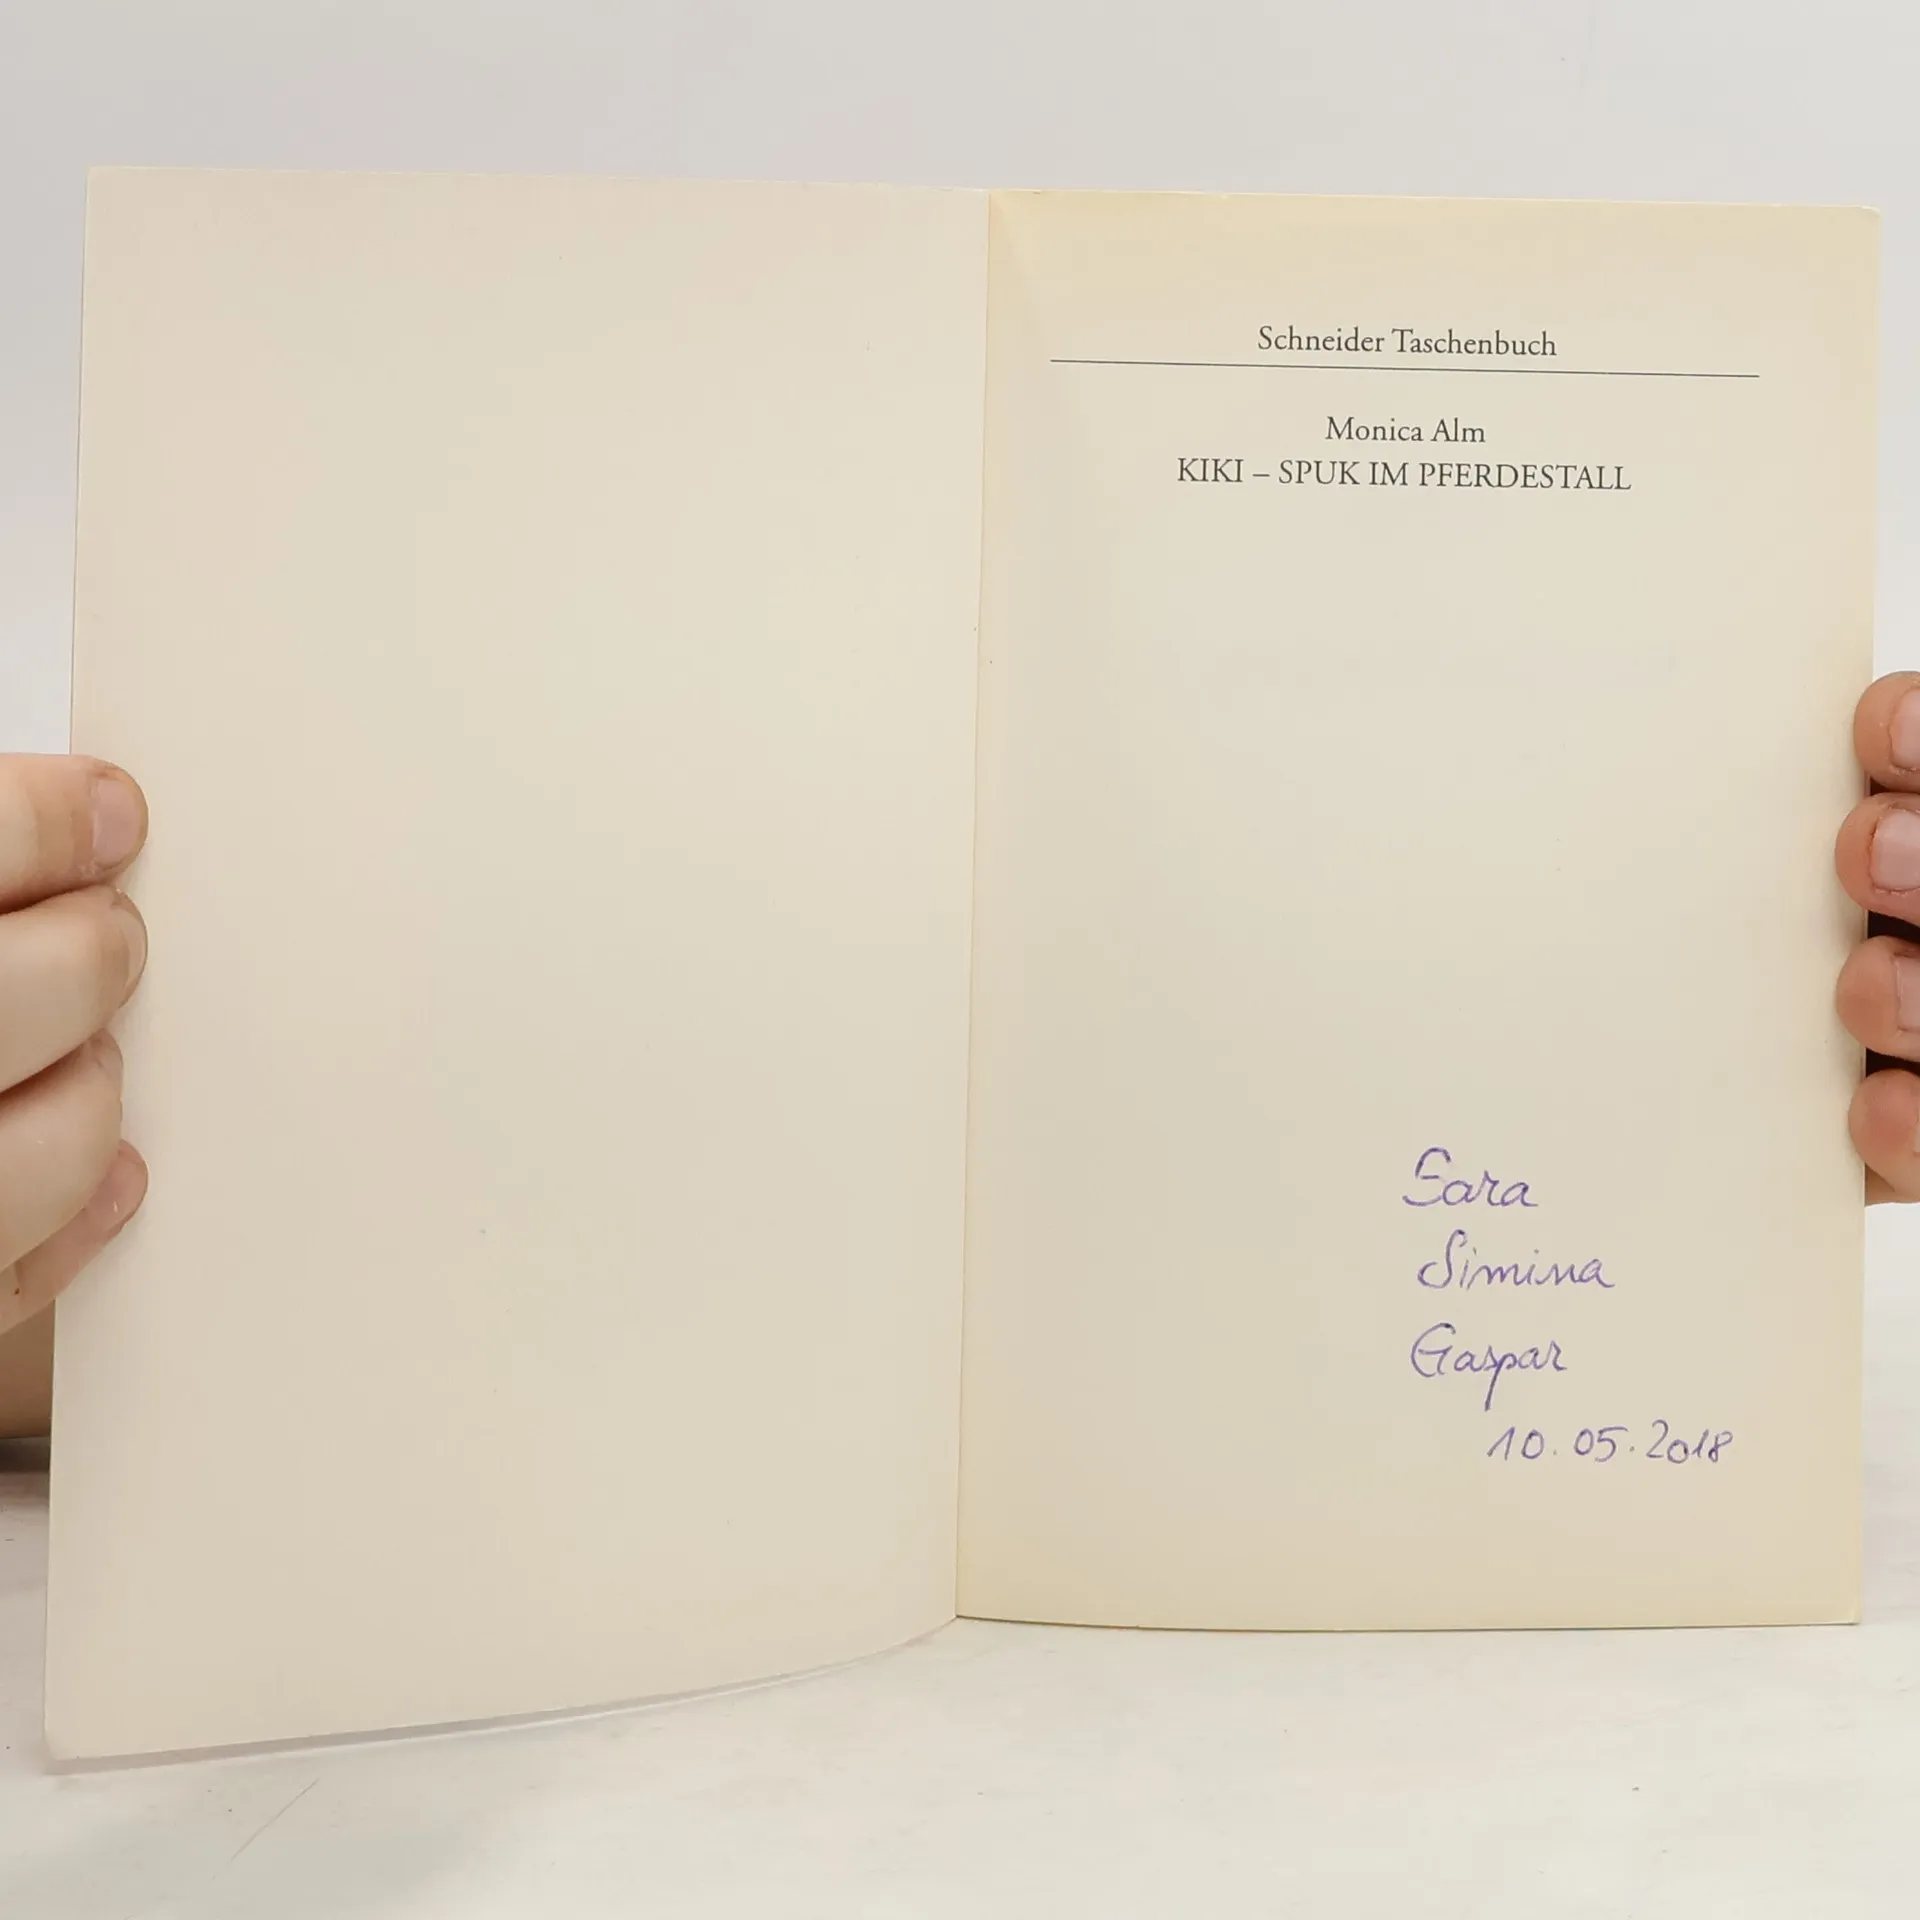 Schneider Taschenbuch
Monica Alm
KIKI – SPUK IM PFERDESTALL
Sara
Simina
Gaspar
10.05.2018